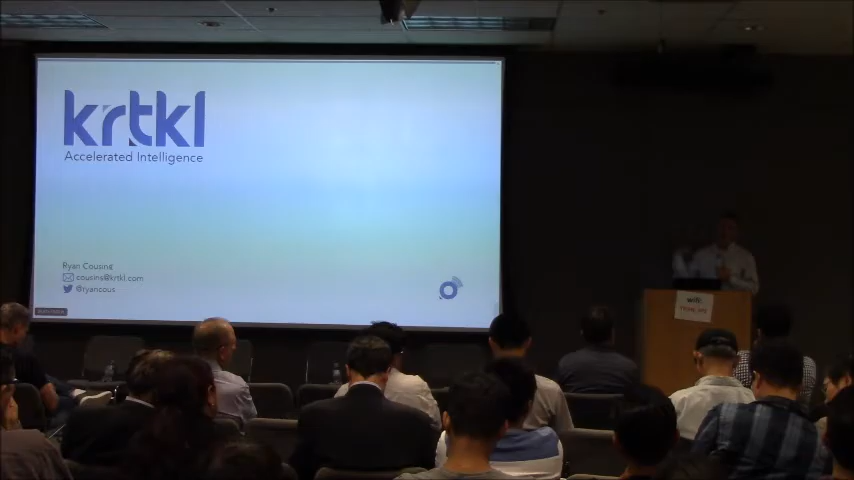 krtkl
Accelerated Intelligence
Ryan Cousins
cousins@krtkl.com
@ryancous